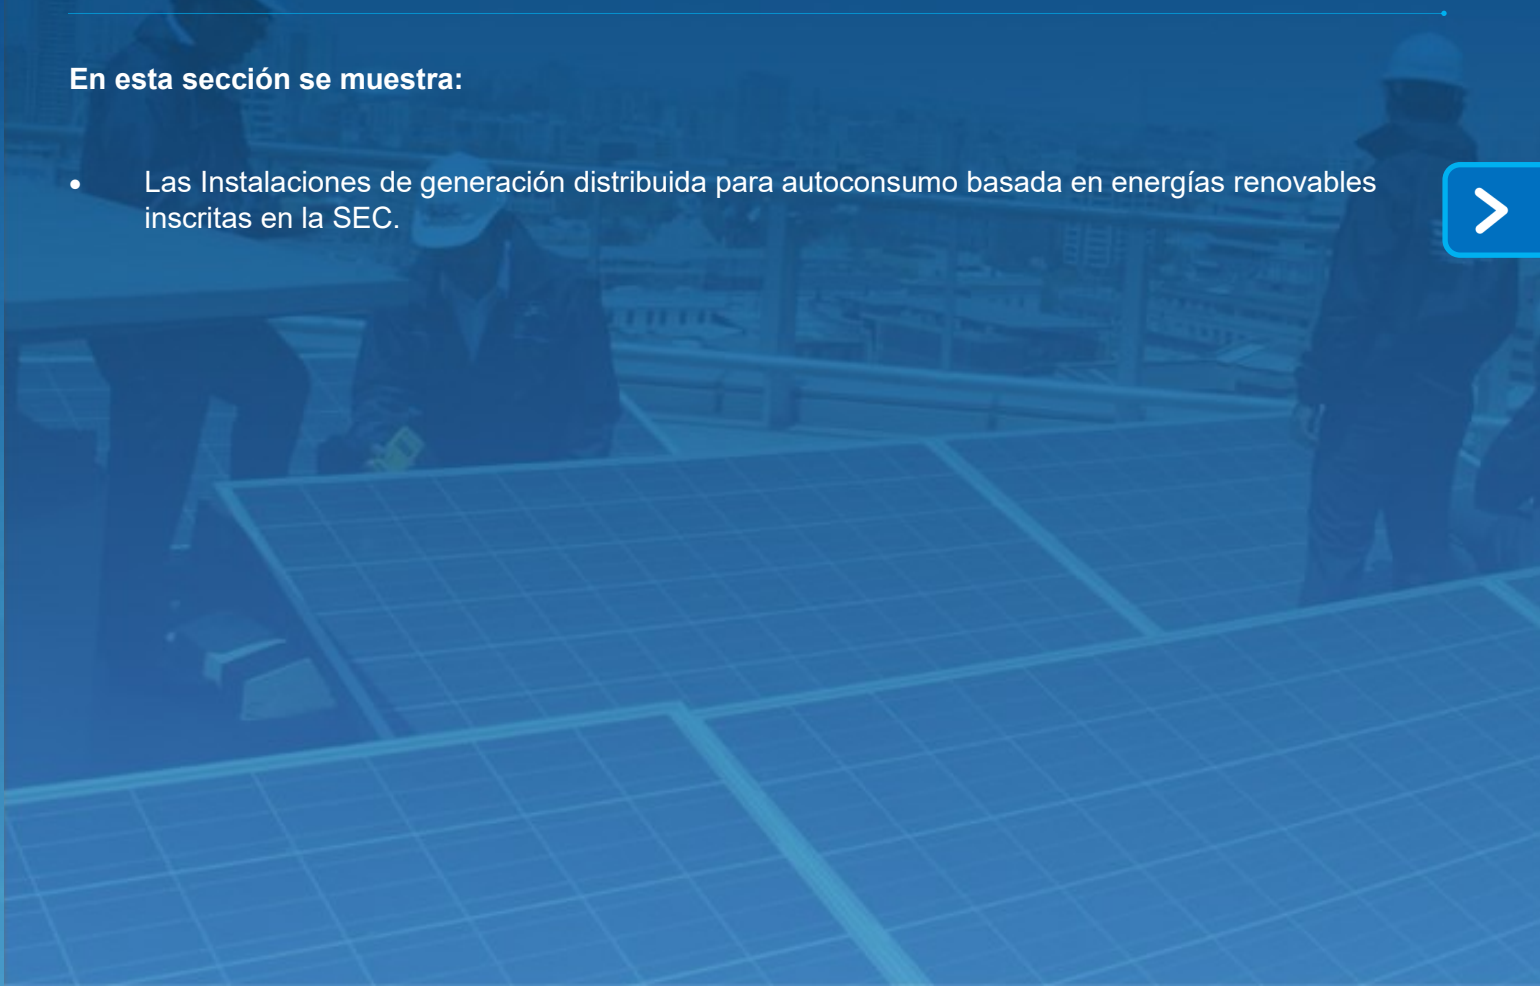 En esta sección se muestra:
• Las Instalaciones de generación distribuida para autoconsumo basada en energías renovables
inscritas en la SEC.